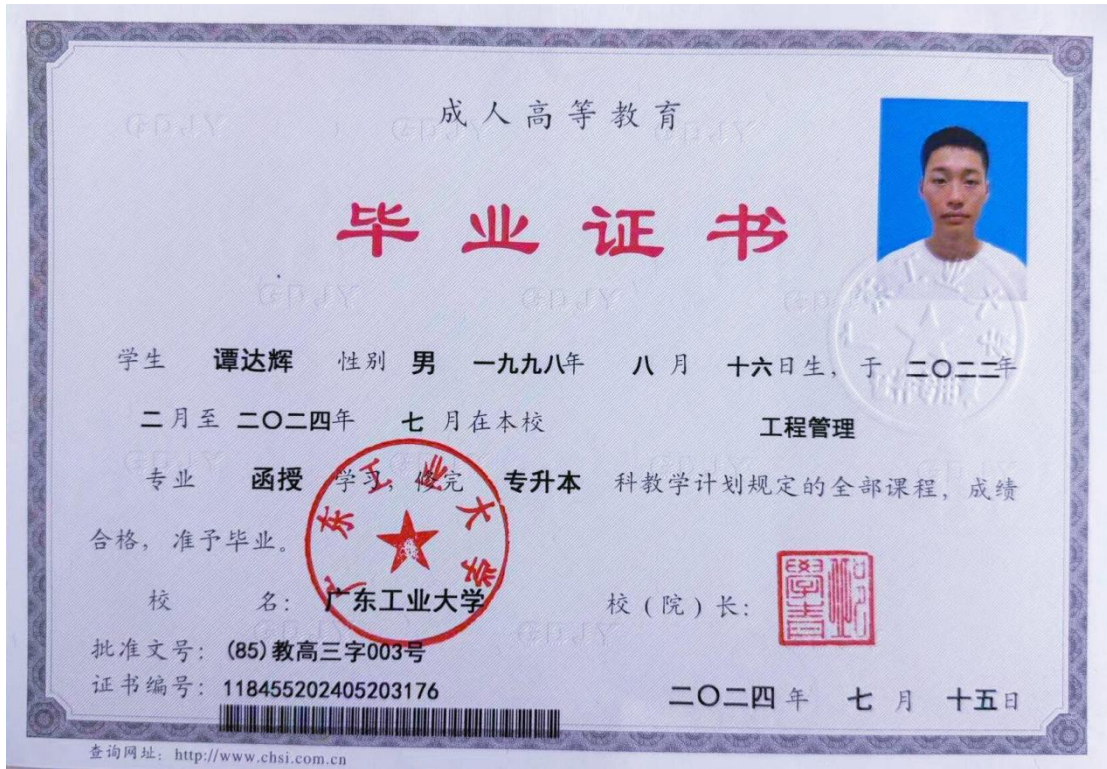 成人高等教育
毕业证书
学生 谭达辉 性别 男 一九九八年 八 月 十六日生, 于 二〇二二年
二月至 二〇二四年 七 月在本校 工程管理
专业 函授 学习, 修完 专升本 科教学计划规定的全部课程, 成绩
合格, 准予毕业。
广东工业大学
校 名: 广东工业大学 校(院)长:
批准文号: (85)教高三字003号
证书编号: 118455202405203176
二〇二四 年 七 月 十五日
查询网址: http://www.chsi.com.cn